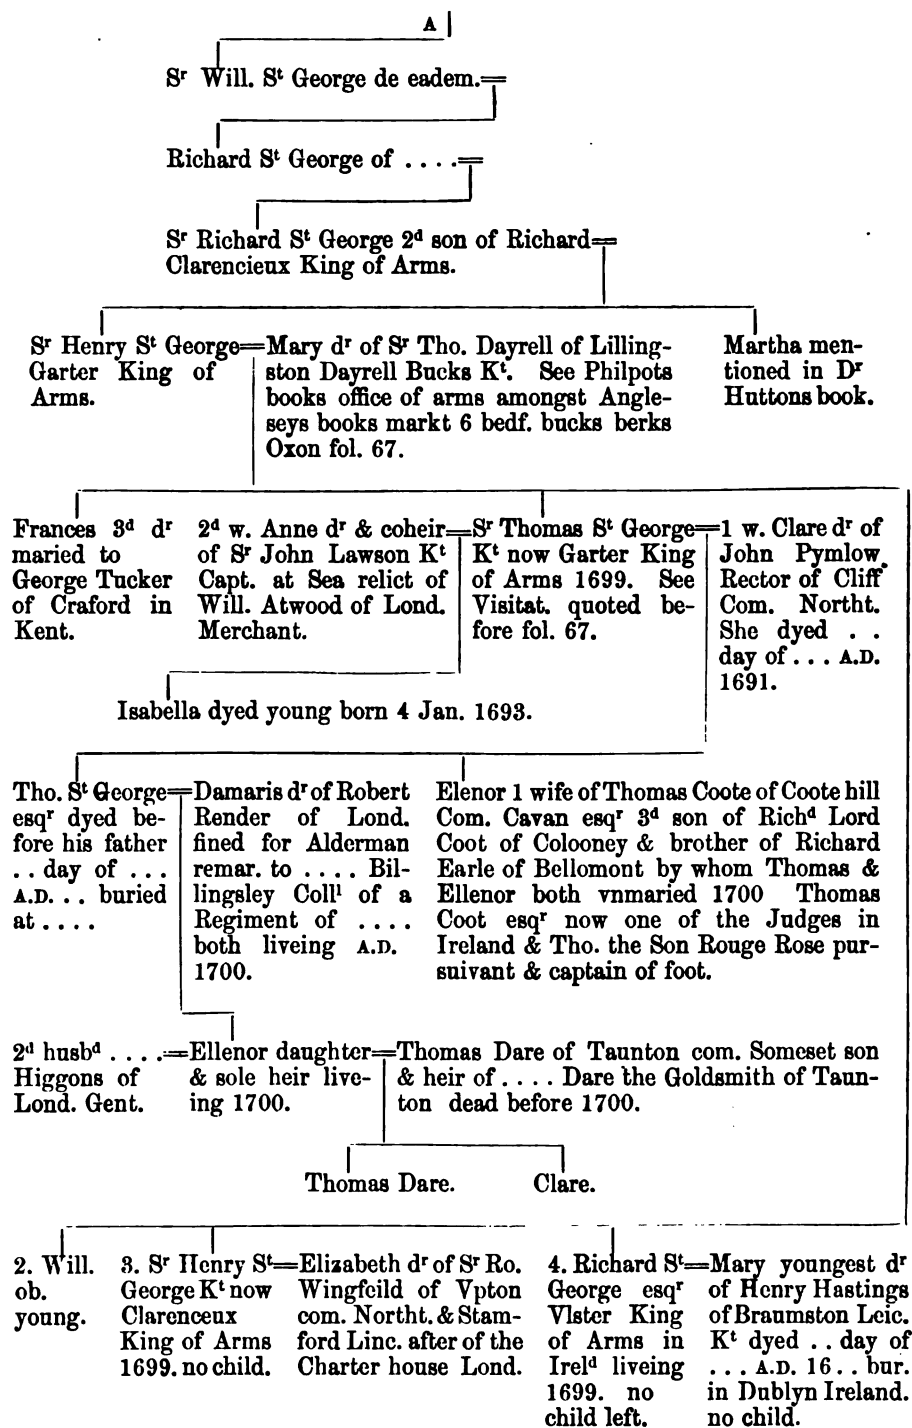 A
Sʳ Will. Sᵗ George de eadem.=
Richard Sᵗ George of . . . .=
Sʳ Richard Sᵗ George 2ᵈ son of Richard=
Clarencieux King of Arms.
Sʳ Henry Sᵗ George=
Garter King of
Arms.
Mary dʳ of Sʳ Tho. Dayrell of Lilling-
ston Dayrell Bucks Kᵗ. See Philpots
books office of arms amongst Angle-
seys books markt 6 bedf. bucks berks
Oxon fol. 67.
Martha men-
tioned in Dʳ
Huttons book.
Frances 3ᵈ dʳ
maried to
George Tucker
of Craford in
Kent.
2ᵈ w. Anne dʳ & coheir=
of Sʳ John Lawson Kᵗ
Capt. at Sea relict of
Will. Atwood of Lond.
Merchant.
Sʳ Thomas Sᵗ George=
Kᵗ now Garter King
of Arms 1699. See
Visitat. quoted be-
fore fol. 67.
1 w. Clare dʳ of
John Pymlow
Rector of Cliff
Com. Northt.
She dyed . .
day of . . . A.D.
1691.
Isabella dyed young born 4 Jan. 1693.
Tho. Sᵗ George=
esqʳ dyed be-
fore his father
. . day of . . .
A.D. . . buried
at . . . .
Damaris dʳ of Robert
Render of Lond.
fined for Alderman
remar. to . . . . Bil-
lingsley Collˡ of a
Regiment of . . . .
both liveing A.D.
1700.
Elenor 1 wife of Thomas Coote of Coote hill
Com. Cavan esqʳ 3ᵈ son of Richᵈ Lord
Coot of Colooney & brother of Richard
Earle of Bellomont by whom Thomas &
Ellenor both vnmaried 1700 Thomas
Coot esqʳ now one of the Judges in
Ireland & Tho. the Son Rouge Rose pur-
suivant & captain of foot.
2ᵈ husbᵈ . . . .=
Higgons of
Lond. Gent.
Ellenor daughter=
& sole heir live-
ing 1700.
Thomas Dare of Taunton com. Somcset son
& heir of . . . . Dare the Goldsmith of Taun-
ton dead before 1700.
Thomas Dare.
Clare.
2. Will.
ob.
young.
3. Sʳ Henry Sᵗ=
George Kᵗ now
Clarenceux
King of Arms
1699. no child.
Elizabeth dʳ of Sʳ Ro.
Wingfeild of Vpton
com. Northt. & Stam-
ford Linc. after of the
Charter house Lond.
4. Richard Sᵗ=
George esqʳ
Vlster King
of Arms in
Irelᵈ liveing
1699. no
child left.
Mary youngest dʳ
of Henry Hastings
of Braumston Leic.
Kᵗ dyed . . day of
. . . A.D. 16 . . bur.
in Dublyn Ireland.
no child.